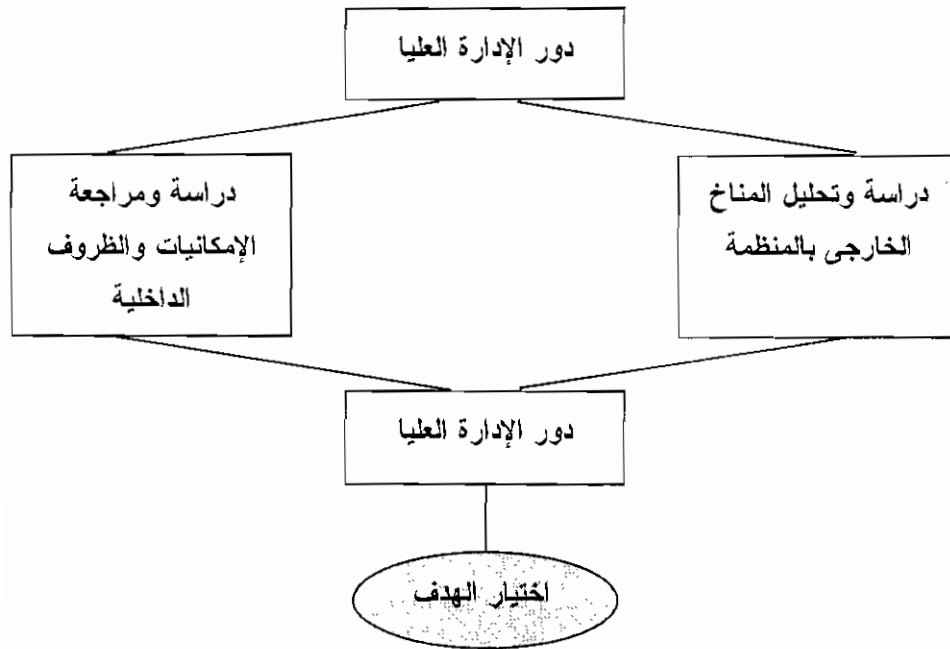 دور الإدارة العليا
دراسة وتحليل المناخ
الخارجى بالمنظمة
دراسة ومراجعة
الإمكانيات والظروف
الداخلية
دور الإدارة العليا
اختيار الهدف